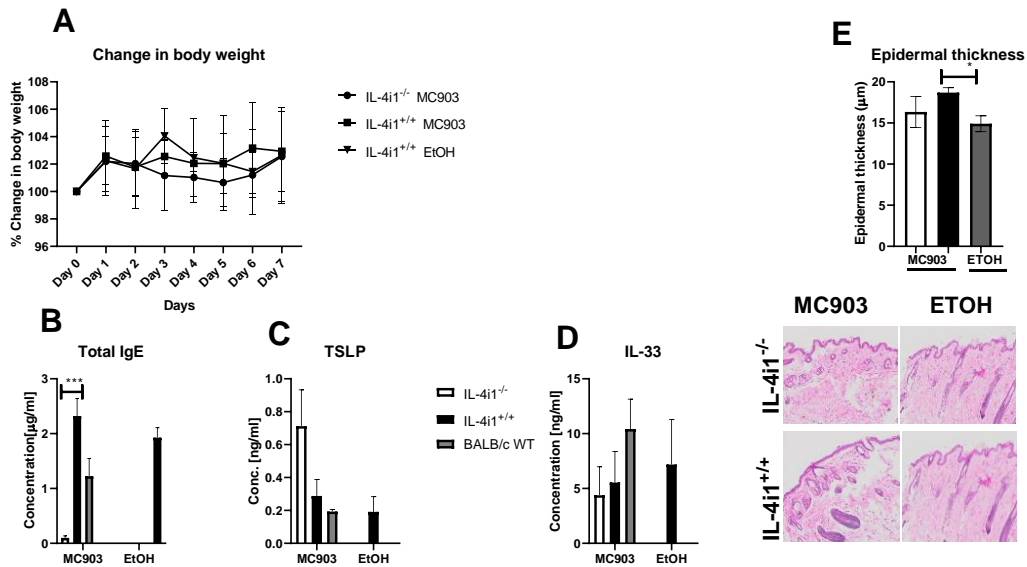 A
Change in body weight
% Change in body weight
108
106
104
102
100
98
96
Day 0
Day 1
Day 2
Day 3
Day 4
Day 5
Day 6
Day 7
Days
IL-4i1-/- MC903
IL-4i1+/+ MC903
IL-4i1+/+ EtOH
E
Epidermal thickness
*
Epidermal thickness (µm)
20
15
10
5
0
MC903
ETOH
B
Total IgE
***
Concentration[µg/ml]
3
2
1
0
MC903
EtOH
C
TSLP
Conc. [ng/ml]
1.0
0.8
0.6
0.4
0.2
0.0
MC903
EtOH
IL-4i1-/-
IL-4i1+/+
BALB/c WT
D
IL-33
Concentration [ng/ml]
15
10
5
0
MC903
EtOH
MC903
ETOH
IL-4i1-/-
IL-4i1+/+